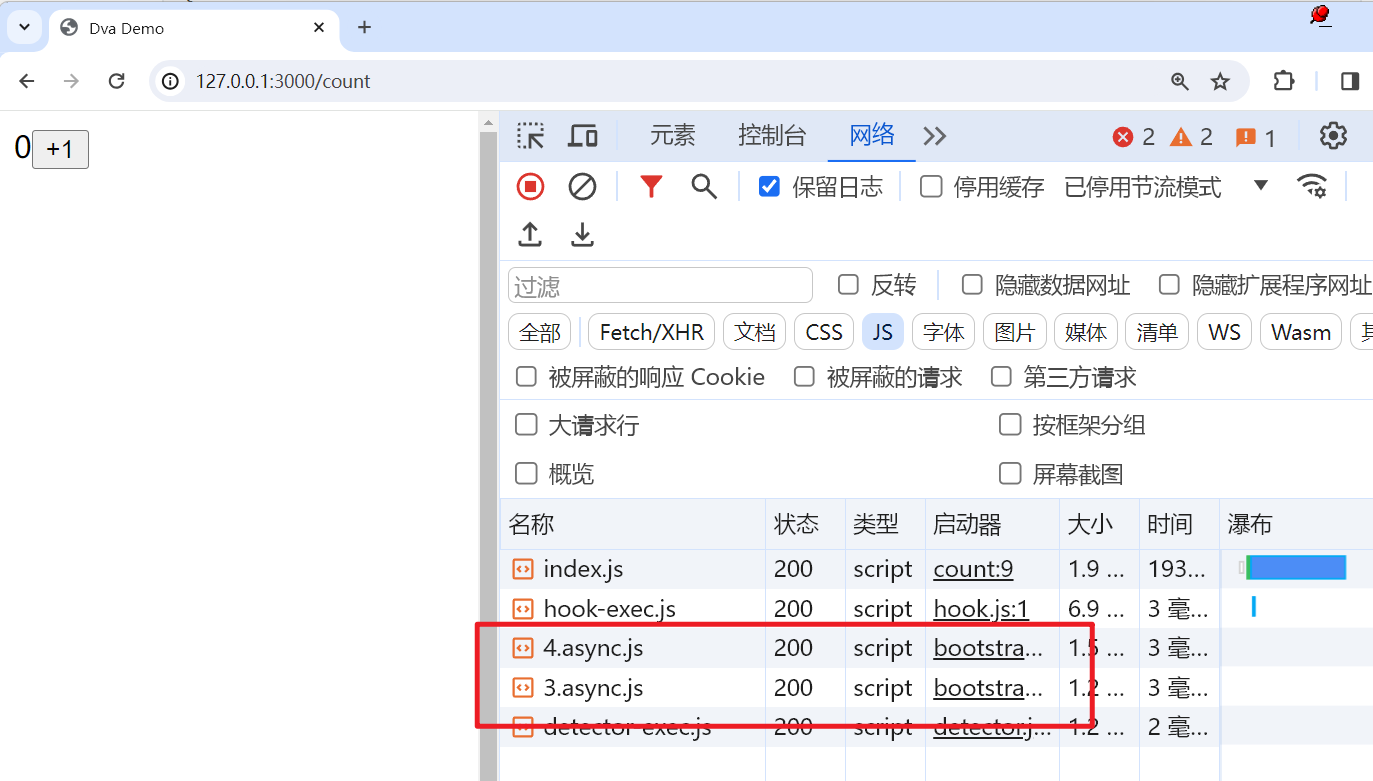 Dva Demo
127.0.0.1:3000/count
0 +1
元素 控制台 网络 2 2 1
保留日志 停用缓存 已停用节流模式
过滤 反转 隐藏数据网址 隐藏扩展程序网址
全部 Fetch/XHR 文档 CSS JS 字体 图片 媒体 清单 WS Wasm
被屏蔽的响应 Cookie 被屏蔽的请求 第三方请求
大请求行 按框架分组
概览 屏幕截图
名称 状态 类型 启动器 大小 时间 瀑布
index.js 200 script count:9 1.9 ... 193...
hook-exec.js 200 script hook.js:1 6.9 ... 3 毫...
4.async.js 200 script bootstra... 1.5 ... 3 毫...
3.async.js 200 script bootstra... 1.2 ... 3 毫...
detector-exec.js 200 script detector.j... 1.2 ... 2 毫...